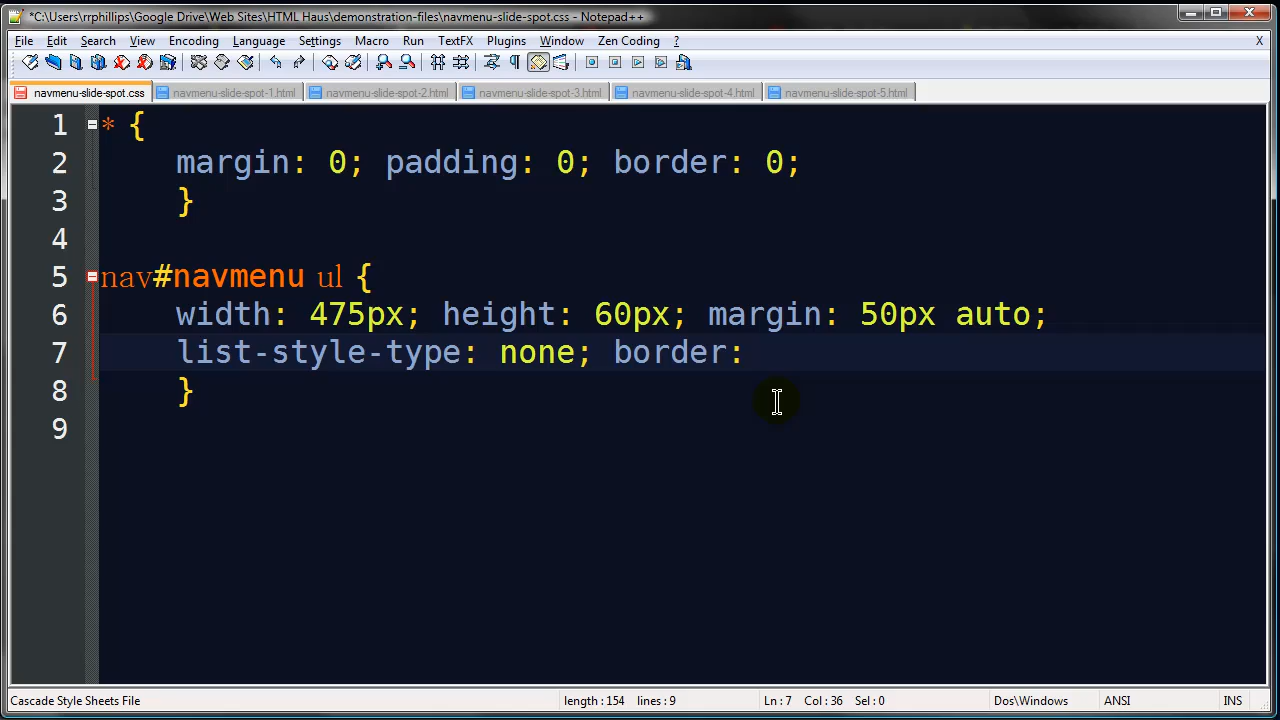 *C:\Users\rrphillips\Google Drive\Web Sites\HTML Haus\demonstration-files\navmenu-slide-spot.css - Notepad++
File Edit Search View Encoding Language Settings Macro Run TextFX Plugins Window Zen Coding ? X
navmenu-slide-spot.css navmenu-slide-spot-1.html navmenu-slide-spot-2.html navmenu-slide-spot-3.html navmenu-slide-spot-4.html navmenu-slide-spot-5.html
1 * {
2 margin: 0; padding: 0; border: 0;
3 }
4
5 nav#navmenu ul {
6 width: 475px; height: 60px; margin: 50px auto;
7 list-style-type: none; border:
8 }
9
Cascade Style Sheets File length : 154 lines : 9 Ln : 7 Col : 36 Sel : 0 Dos\Windows ANSI INS